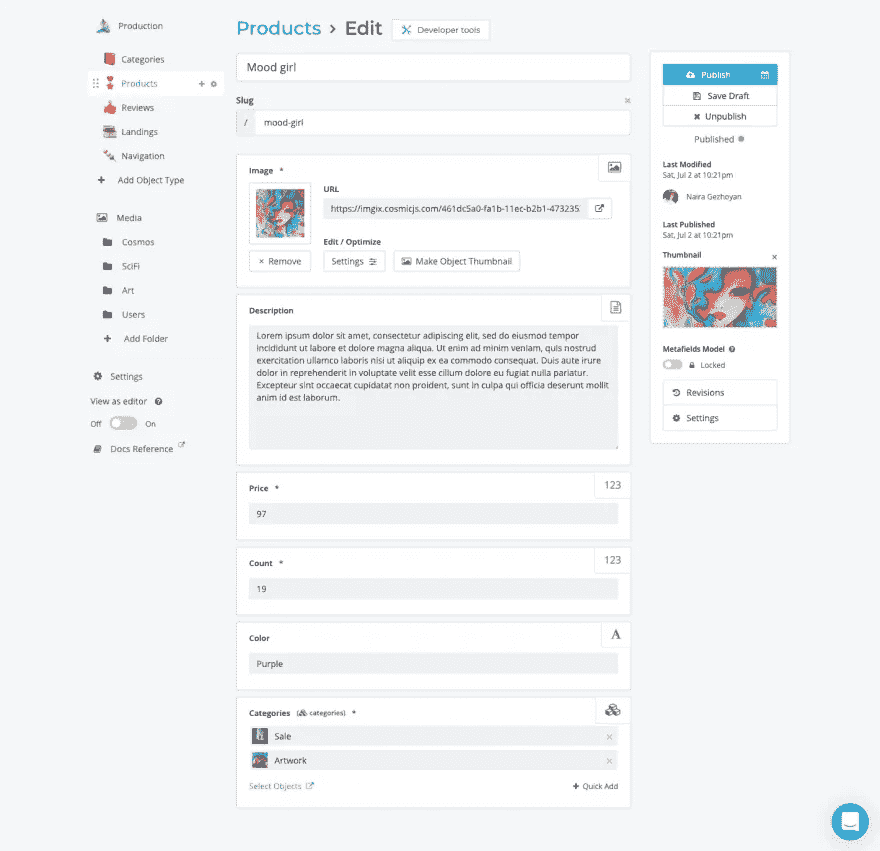 Production
Categories
Products
Reviews
Landings
Navigation
+ Add Object Type
Media
Cosmos
SciFi
Art
Users
+ Add Folder
Settings
View as editor
Off On
Docs Reference
Products > Edit
Developer tools
Mood girl
Slug
×
/ mood-girl
Image *
URL
https://imgix.cosmicjs.com/461dc5a0-fa1b-11ec-b2b1-473235
Edit / Optimize
× Remove
Settings
Make Object Thumbnail
Description
Lorem ipsum dolor sit amet, consectetur adipiscing elit, sed do eiusmod tempor
incididunt ut labore et dolore magna aliqua. Ut enim ad minim veniam, quis nostrud
exercitation ullamco laboris nisi ut aliquip ex ea commodo consequat. Duis aute irure
dolor in reprehenderit in voluptate velit esse cillum dolore eu fugiat nulla pariatur.
Excepteur sint occaecat cupidatat non proident, sunt in culpa qui officia deserunt mollit
anim id est laborum.
Price *
123
97
Count *
123
19
Color
A
Purple
Categories ( categories) *
Sale ×
Artwork ×
Select Objects
+ Quick Add
Publish
Save Draft
× Unpublish
Published
Last Modified
Sat, Jul 2 at 10:21pm
Naira Gezhoyan
Last Published
Sat, Jul 2 at 10:21pm
Thumbnail ×
Metafields Model
Locked
Revisions
Settings